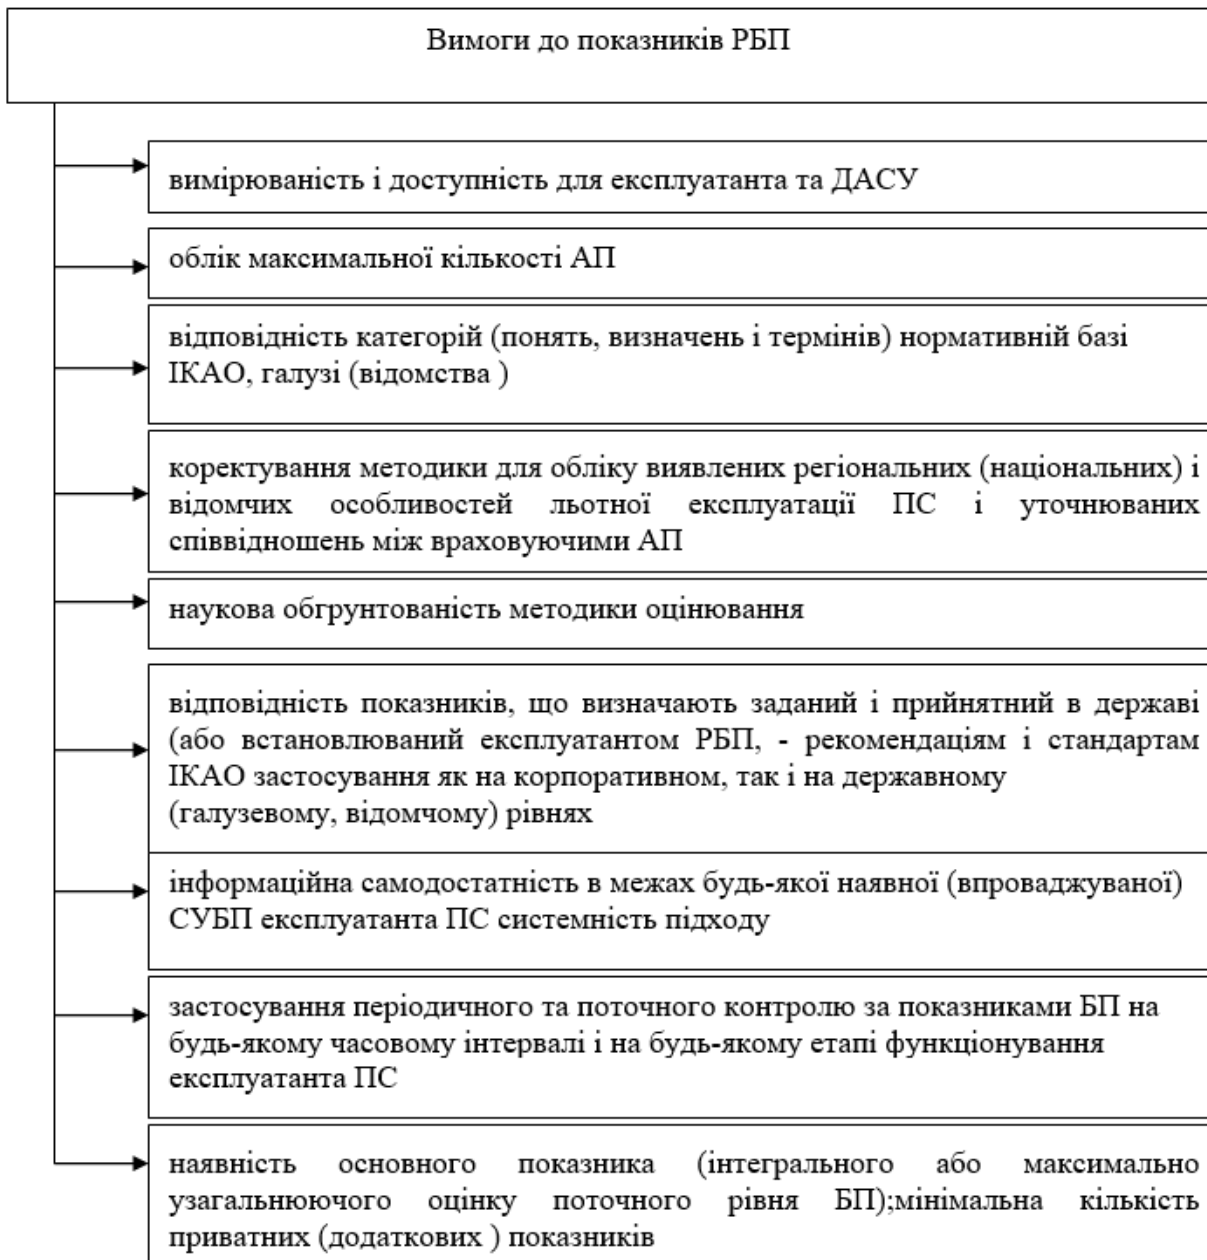 Вимоги до показників РБП
вимірюваність і доступність для експлуатанта та ДАСУ
облік максимальної кількості АП
відповідність категорій (понять, визначень і термінів) нормативній базі
ІКАО, галузі (відомства )
коректування методики для обліку виявлених регіональних (національних) і
відомчих особливостей льотної експлуатації ПС і уточнюваних
співвідношень між враховуючими АП
наукова обгрунтованість методики оцінювання
відповідність показників, що визначають заданий і прийнятний в державі
(або встановлюваний експлуатантом РБП, - рекомендаціям і стандартам
ІКАО застосування як на корпоративном, так і на державному
(галузевому, відомчому) рівнях
інформаційна самодостатність в межах будь-якої наявної (впроваджуваної)
СУБП експлуатанта ПС системність підходу
застосування періодичного та поточного контролю за показниками БП на
будь-якому часовому інтервалі і на будь-якому етапі функціонування
експлуатанта ПС
наявність основного показника (інтегрального або максимально
узагальнюючого оцінку поточного рівня БП);мінімальна кількість
приватних (додаткових ) показників